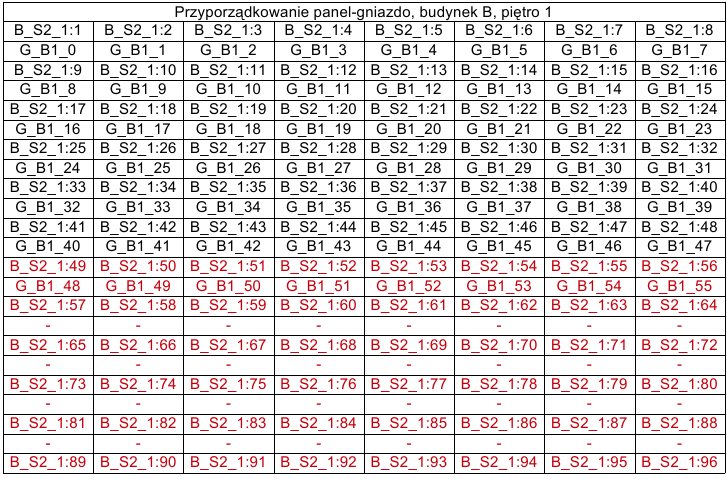 Przyporządkowanie panel-gniazdo, budynek B, piętro 1
B_S2_1:1 B_S2_1:2 B_S2_1:3 B_S2_1:4 B_S2_1:5 B_S2_1:6 B_S2_1:7 B_S2_1:8
G_B1_0 G_B1_1 G_B1_2 G_B1_3 G_B1_4 G_B1_5 G_B1_6 G_B1_7
B_S2_1:9 B_S2_1:10 B_S2_1:11 B_S2_1:12 B_S2_1:13 B_S2_1:14 B_S2_1:15 B_S2_1:16
G_B1_8 G_B1_9 G_B1_10 G_B1_11 G_B1_12 G_B1_13 G_B1_14 G_B1_15
B_S2_1:17 B_S2_1:18 B_S2_1:19 B_S2_1:20 B_S2_1:21 B_S2_1:22 B_S2_1:23 B_S2_1:24
G_B1_16 G_B1_17 G_B1_18 G_B1_19 G_B1_20 G_B1_21 G_B1_22 G_B1_23
B_S2_1:25 B_S2_1:26 B_S2_1:27 B_S2_1:28 B_S2_1:29 B_S2_1:30 B_S2_1:31 B_S2_1:32
G_B1_24 G_B1_25 G_B1_26 G_B1_27 G_B1_28 G_B1_29 G_B1_30 G_B1_31
B_S2_1:33 B_S2_1:34 B_S2_1:35 B_S2_1:36 B_S2_1:37 B_S2_1:38 B_S2_1:39 B_S2_1:40
G_B1_32 G_B1_33 G_B1_34 G_B1_35 G_B1_36 G_B1_37 G_B1_38 G_B1_39
B_S2_1:41 B_S2_1:42 B_S2_1:43 B_S2_1:44 B_S2_1:45 B_S2_1:46 B_S2_1:47 B_S2_1:48
G_B1_40 G_B1_41 G_B1_42 G_B1_43 G_B1_44 G_B1_45 G_B1_46 G_B1_47
B_S2_1:49 B_S2_1:50 B_S2_1:51 B_S2_1:52 B_S2_1:53 B_S2_1:54 B_S2_1:55 B_S2_1:56
G_B1_48 G_B1_49 G_B1_50 G_B1_51 G_B1_52 G_B1_53 G_B1_54 G_B1_55
B_S2_1:57 B_S2_1:58 B_S2_1:59 B_S2_1:60 B_S2_1:61 B_S2_1:62 B_S2_1:63 B_S2_1:64
- - - - - - - -
B_S2_1:65 B_S2_1:66 B_S2_1:67 B_S2_1:68 B_S2_1:69 B_S2_1:70 B_S2_1:71 B_S2_1:72
- - - - - - - -
B_S2_1:73 B_S2_1:74 B_S2_1:75 B_S2_1:76 B_S2_1:77 B_S2_1:78 B_S2_1:79 B_S2_1:80
- - - - - - - -
B_S2_1:81 B_S2_1:82 B_S2_1:83 B_S2_1:84 B_S2_1:85 B_S2_1:86 B_S2_1:87 B_S2_1:88
- - - - - - - -
B_S2_1:89 B_S2_1:90 B_S2_1:91 B_S2_1:92 B_S2_1:93 B_S2_1:94 B_S2_1:95 B_S2_1:96